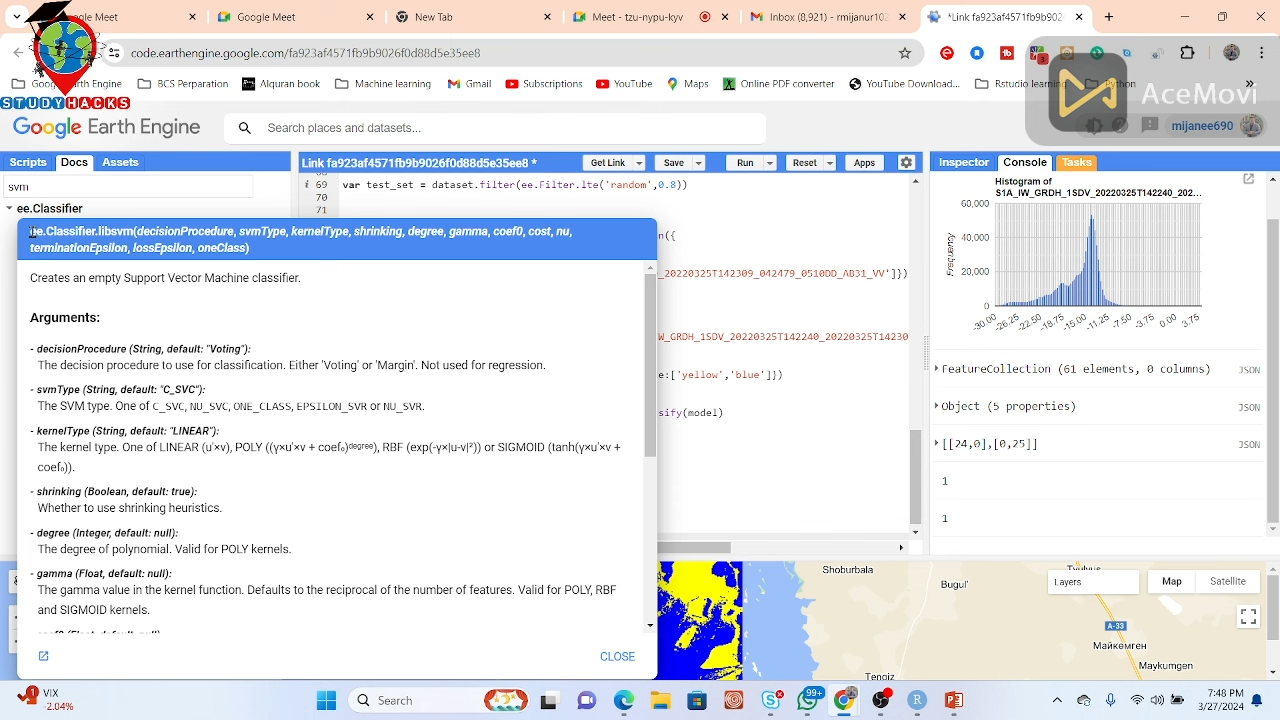 Google Meet
Google Meet
New Tab
Meet - tzu-nypu-kyv
Inbox (8,921) - rmijanur102
*Link fa923af4571fb9b902
code.earthengine.google.com/fa923af4571fb9b9026f0d88d5e35ee8
3
Engine
BCS Perparation
Alquran book
Machine learling
Gmail
Subscriptions
YouTube
Maps
Online PDF converter
YouTube Download...
Rstudio learning
Python
»
STUDYHACKS
AceMovi
Google Earth Engine
Search places and datasets...
mijanee690
Scripts
Docs
Assets
Link fa923af4571fb9b9026f0d88d5e35ee8 *
Get Link
Save
Run
Reset
Apps
Inspector
Console
Tasks
svm
ee.Classifier
69 var test_set = dataset.filter(ee.Filter.lte('random',0.8))
70
71
n({
_20220325T142309_042479_0510DD_AB31_VV']})
W_GRDH_1SDV_20220325T142240_20220325T14230
e:['yellow','blue']})
sify(model)
ee.Classifier.libsvm(decisionProcedure, svmType, kernelType, shrinking, degree, gamma, coef0, cost, nu,
terminationEpsilon, lossEpsilon, oneClass)
Creates an empty Support Vector Machine classifier.
Arguments:
- decisionProcedure (String, default: "Voting"):
The decision procedure to use for classification. Either 'Voting' or 'Margin'. Not used for regression.
- svmType (String, default: "C_SVC"):
The SVM type. One of C_SVC, NU_SVC, ONE_CLASS, EPSILON_SVR or NU_SVR.
- kernelType (String, default: "LINEAR"):
The kernel type. One of LINEAR (u′×v), POLY ((γ×u′×v + coef₀)ᵈᵉᵍʳᵉᵉ), RBF (exp(-γ×|u-v|²)) or SIGMOID (tanh(γ×u′×v +
coef₀)).
- shrinking (Boolean, default: true):
Whether to use shrinking heuristics.
- degree (Integer, default: null):
The degree of polynomial. Valid for POLY kernels.
- gamma (Float, default: null):
The gamma value in the kernel function. Defaults to the reciprocal of the number of features. Valid for POLY, RBF
and SIGMOID kernels.
- coef0 (Float, default: null)
CLOSE
Histogram of
S1A_IW_GRDH_1SDV_20220325T142240_202...
Frequency
60,000
40,000
20,000
0
-30.00
-26.25
-22.50
-18.75
-15.00
-11.25
-7.50
-3.75
0.00
3.75
FeatureCollection (61 elements, 0 columns)
JSON
Object (5 properties)
JSON
[[24,0],[0,25]]
JSON
1
1
Shoburbala
Bugul'
Layers
Map
Satellite
А-33
Майкемген
Maykumgen
Tengiz
1
VIX
-2.04%
Search
99+
R
7:48 PM
3/27/2024